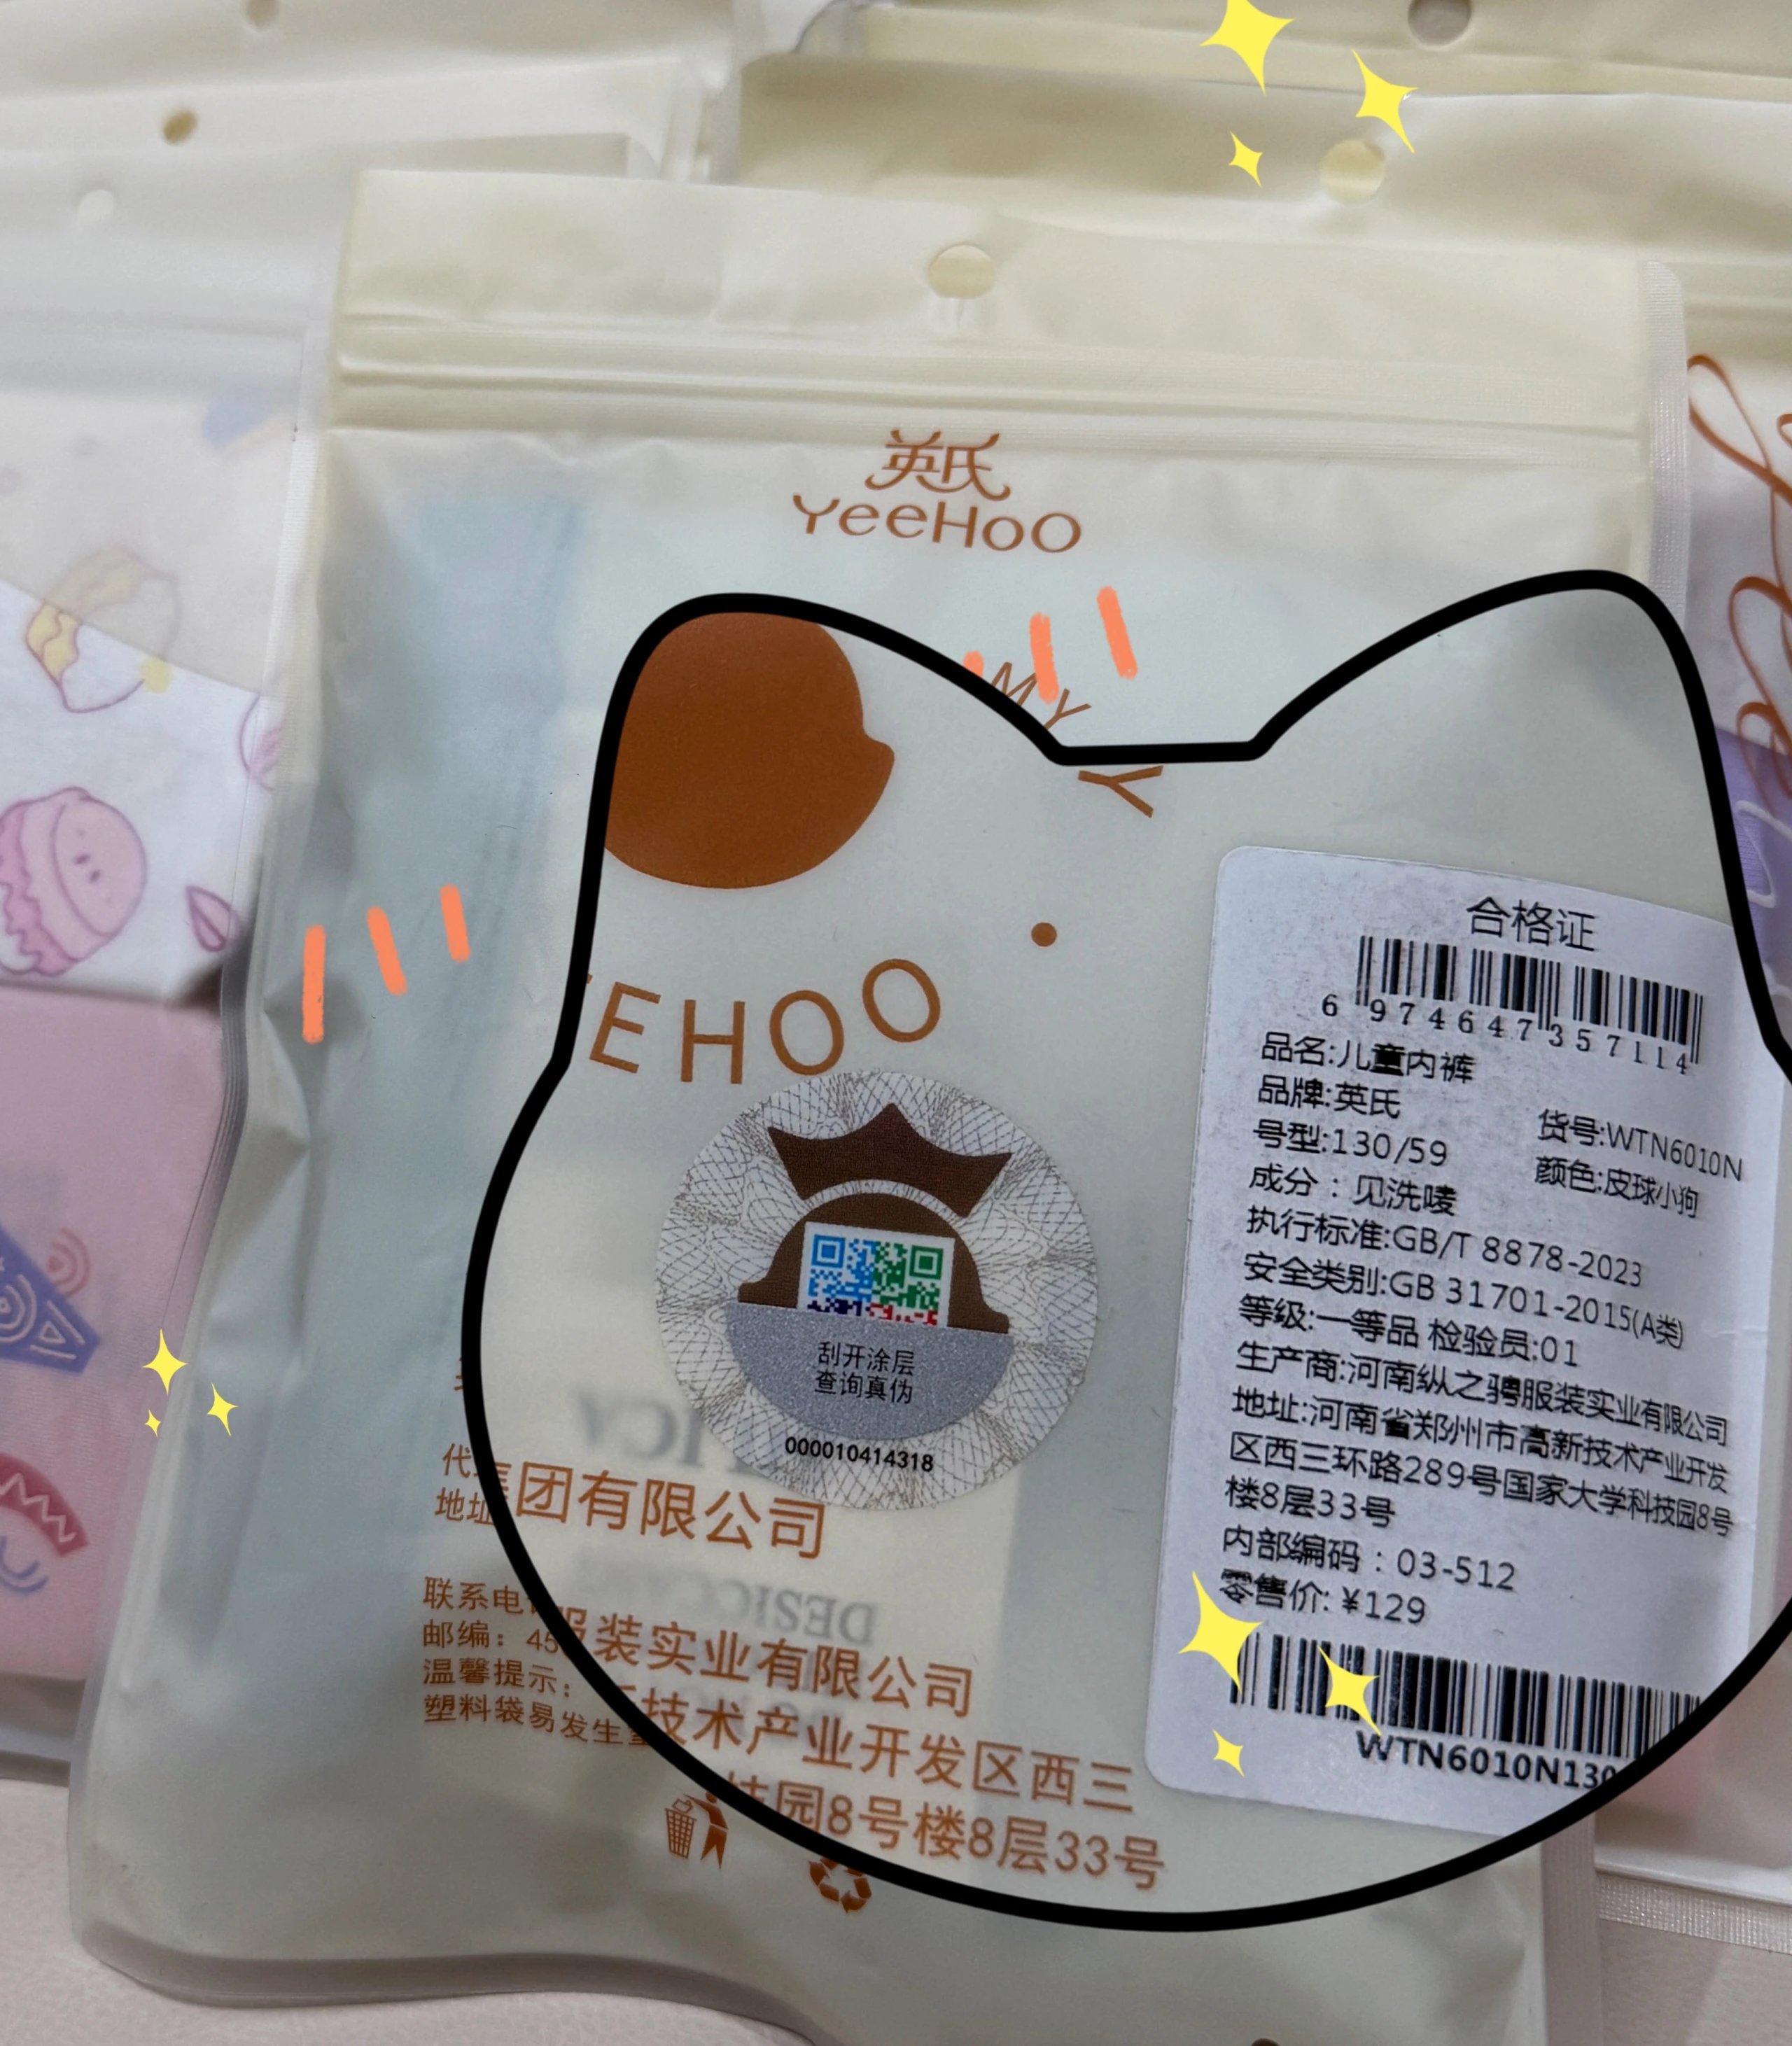 英氏
YeeHoO
MY
Y
EHOO
合格证
6 974647 357114
品名:儿童内裤
品牌:英氏
货号:WTN6010N
号型:130/59
颜色:皮球小狗
成分：见洗唛
执行标准:GB/T 8878-2023
安全类别:GB 31701-2015(A类)
等级:一等品 检验员:01
生产商:河南纵之骋服装实业有限公司
地址:河南省郑州市高新技术产业开发
区西三环路289号国家大学科技园8号
楼8层33号
内部编码：03-512
零售价:¥129
WTN6010N130
刮开涂层
查询真伪
000010414318
代
地址
团有限公司
DESICCA
联系电
邮编：45
温馨提示：
塑料袋易发生
服装实业有限公司
技术产业开发区西三
园8号楼8层33号